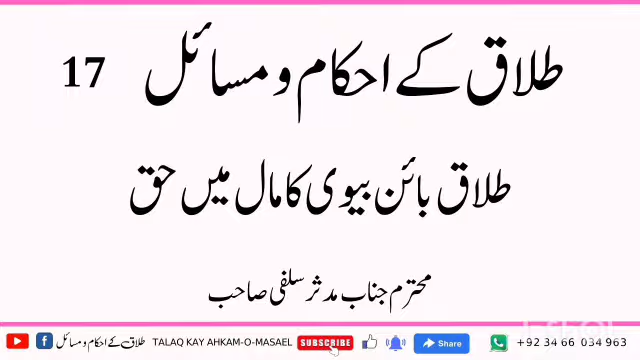 طلاق کے احکام و مسائل 17
طلاق بائن بیوی کا مال میں حق
محترم جناب مدثر سلفی صاحب
طلاق کے احکام و مسائل TALAQ KAY AHKAM-O-MASAEL SUBSCRIBE Share +92 34 66 034 963